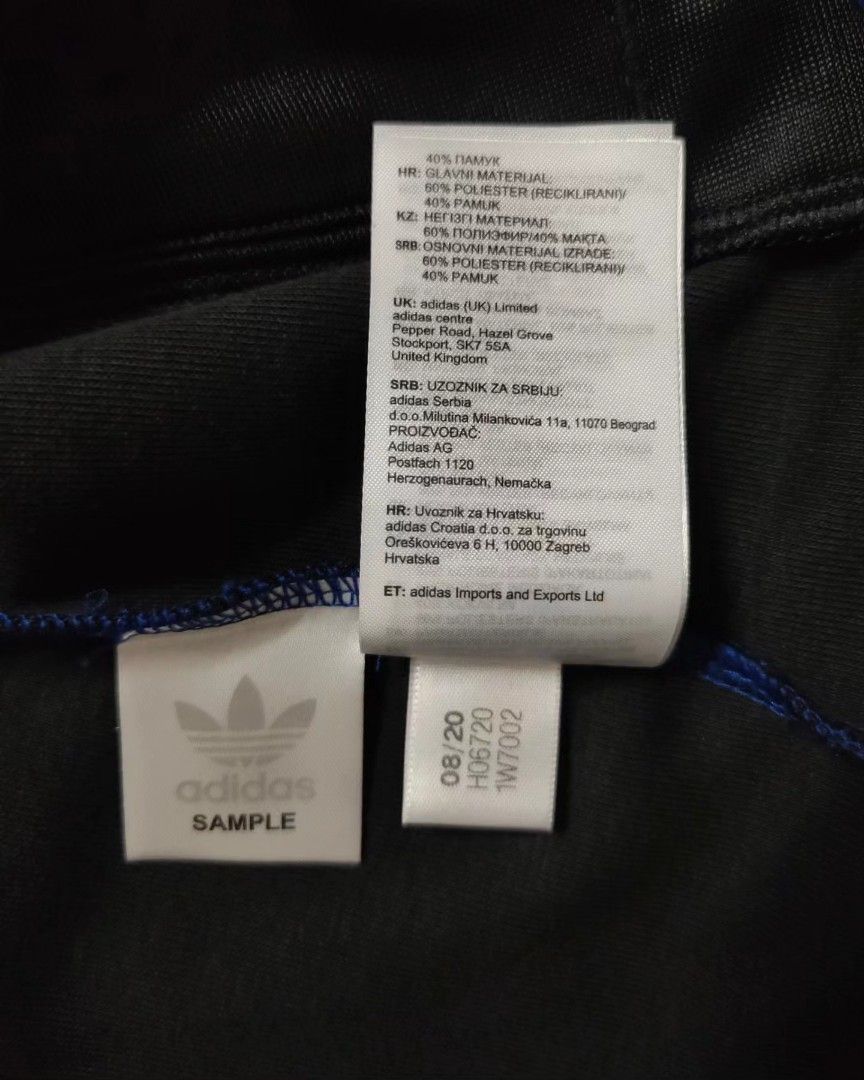 40% ПАМУК
HR: GLAVNI MATERIJAL:
60% POLIESTER (RECIKLIRANI)/
40% PAMUK
KZ: НЕГІЗГІ МАТЕРИАЛ:
60% ПОЛИЭФИР/40% МАҚТА
SRB: OSNOVNI MATERIJAL IZRADE:
60% POLIESTER (RECIKLIRANI)/
40% PAMUK
UK: adidas (UK) Limited
adidas centre
Pepper Road, Hazel Grove
Stockport, SK7 5SA
United Kingdom
SRB: UZOZNIK ZA SRBIJU:
adidas Serbia
d.o.o.Milutina Milankovića 11a, 11070 Beograd
PROIZVOĐAČ:
Adidas AG
Postfach 1120
Herzogenaurach, Nemačka
HR: Uvoznik za Hrvatsku:
adidas Croatia d.o.o. za trgovinu
Oreškovićeva 6 H, 10000 Zagreb
Hrvatska
ET: adidas Imports and Exports Ltd
adidas
SAMPLE
08/20
H06720
1W7002